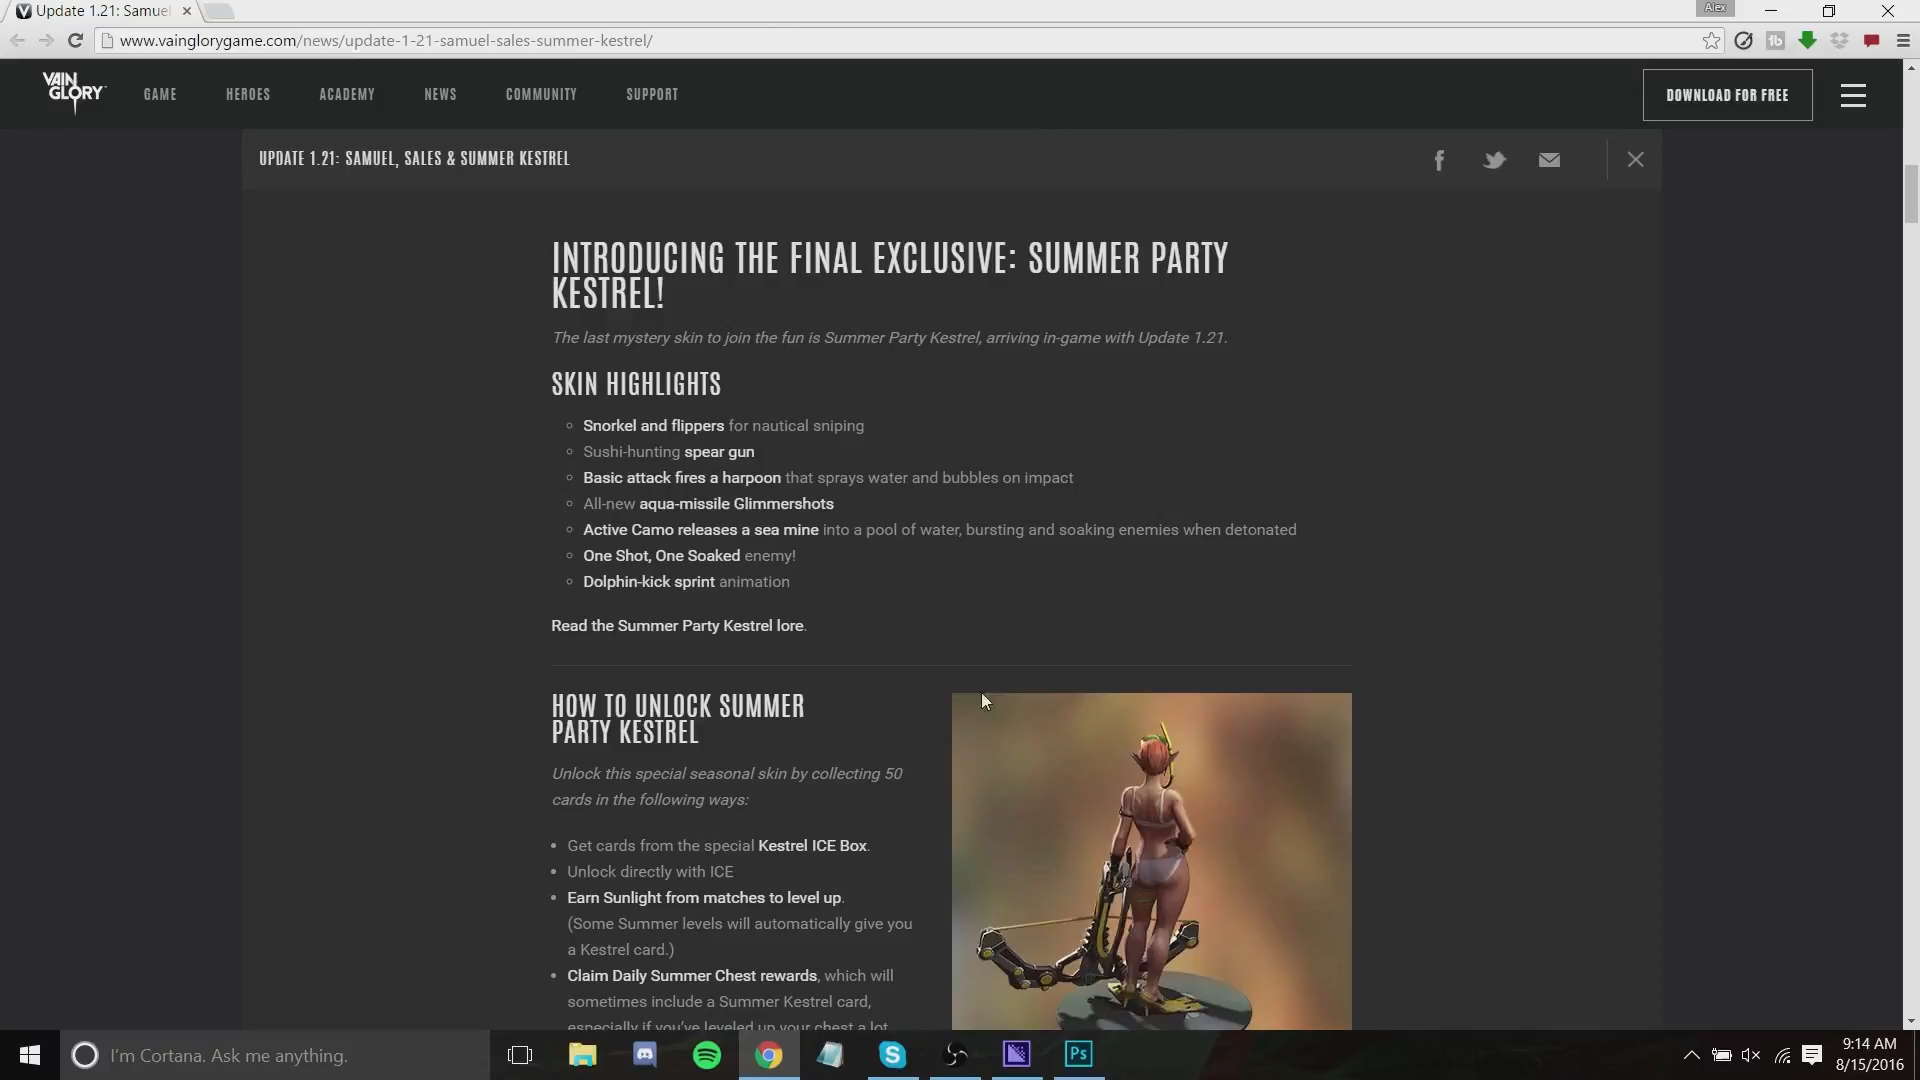 Update 1.21: Samuel
Alex
www.vainglorygame.com/news/update-1-21-samuel-sales-summer-kestrel/
VAIN GLORY
GAME HEROES ACADEMY NEWS COMMUNITY SUPPORT
DOWNLOAD FOR FREE
UPDATE 1.21: SAMUEL, SALES & SUMMER KESTREL
INTRODUCING THE FINAL EXCLUSIVE: SUMMER PARTY
KESTREL!
The last mystery skin to join the fun is Summer Party Kestrel, arriving in-game with Update 1.21.
SKIN HIGHLIGHTS
Snorkel and flippers for nautical sniping
Sushi-hunting spear gun
Basic attack fires a harpoon that sprays water and bubbles on impact
All-new aqua-missile Glimmershots
Active Camo releases a sea mine into a pool of water, bursting and soaking enemies when detonated
One Shot, One Soaked enemy!
Dolphin-kick sprint animation
Read the Summer Party Kestrel lore.
HOW TO UNLOCK SUMMER
PARTY KESTREL
Unlock this special seasonal skin by collecting 50
cards in the following ways:
Get cards from the special Kestrel ICE Box.
Unlock directly with ICE
Earn Sunlight from matches to level up.
(Some Summer levels will automatically give you
a Kestrel card.)
Claim Daily Summer Chest rewards, which will
sometimes include a Summer Kestrel card,
especially if you've leveled up your chest a lot
I'm Cortana. Ask me anything.
Ps
9:14 AM
8/15/2016